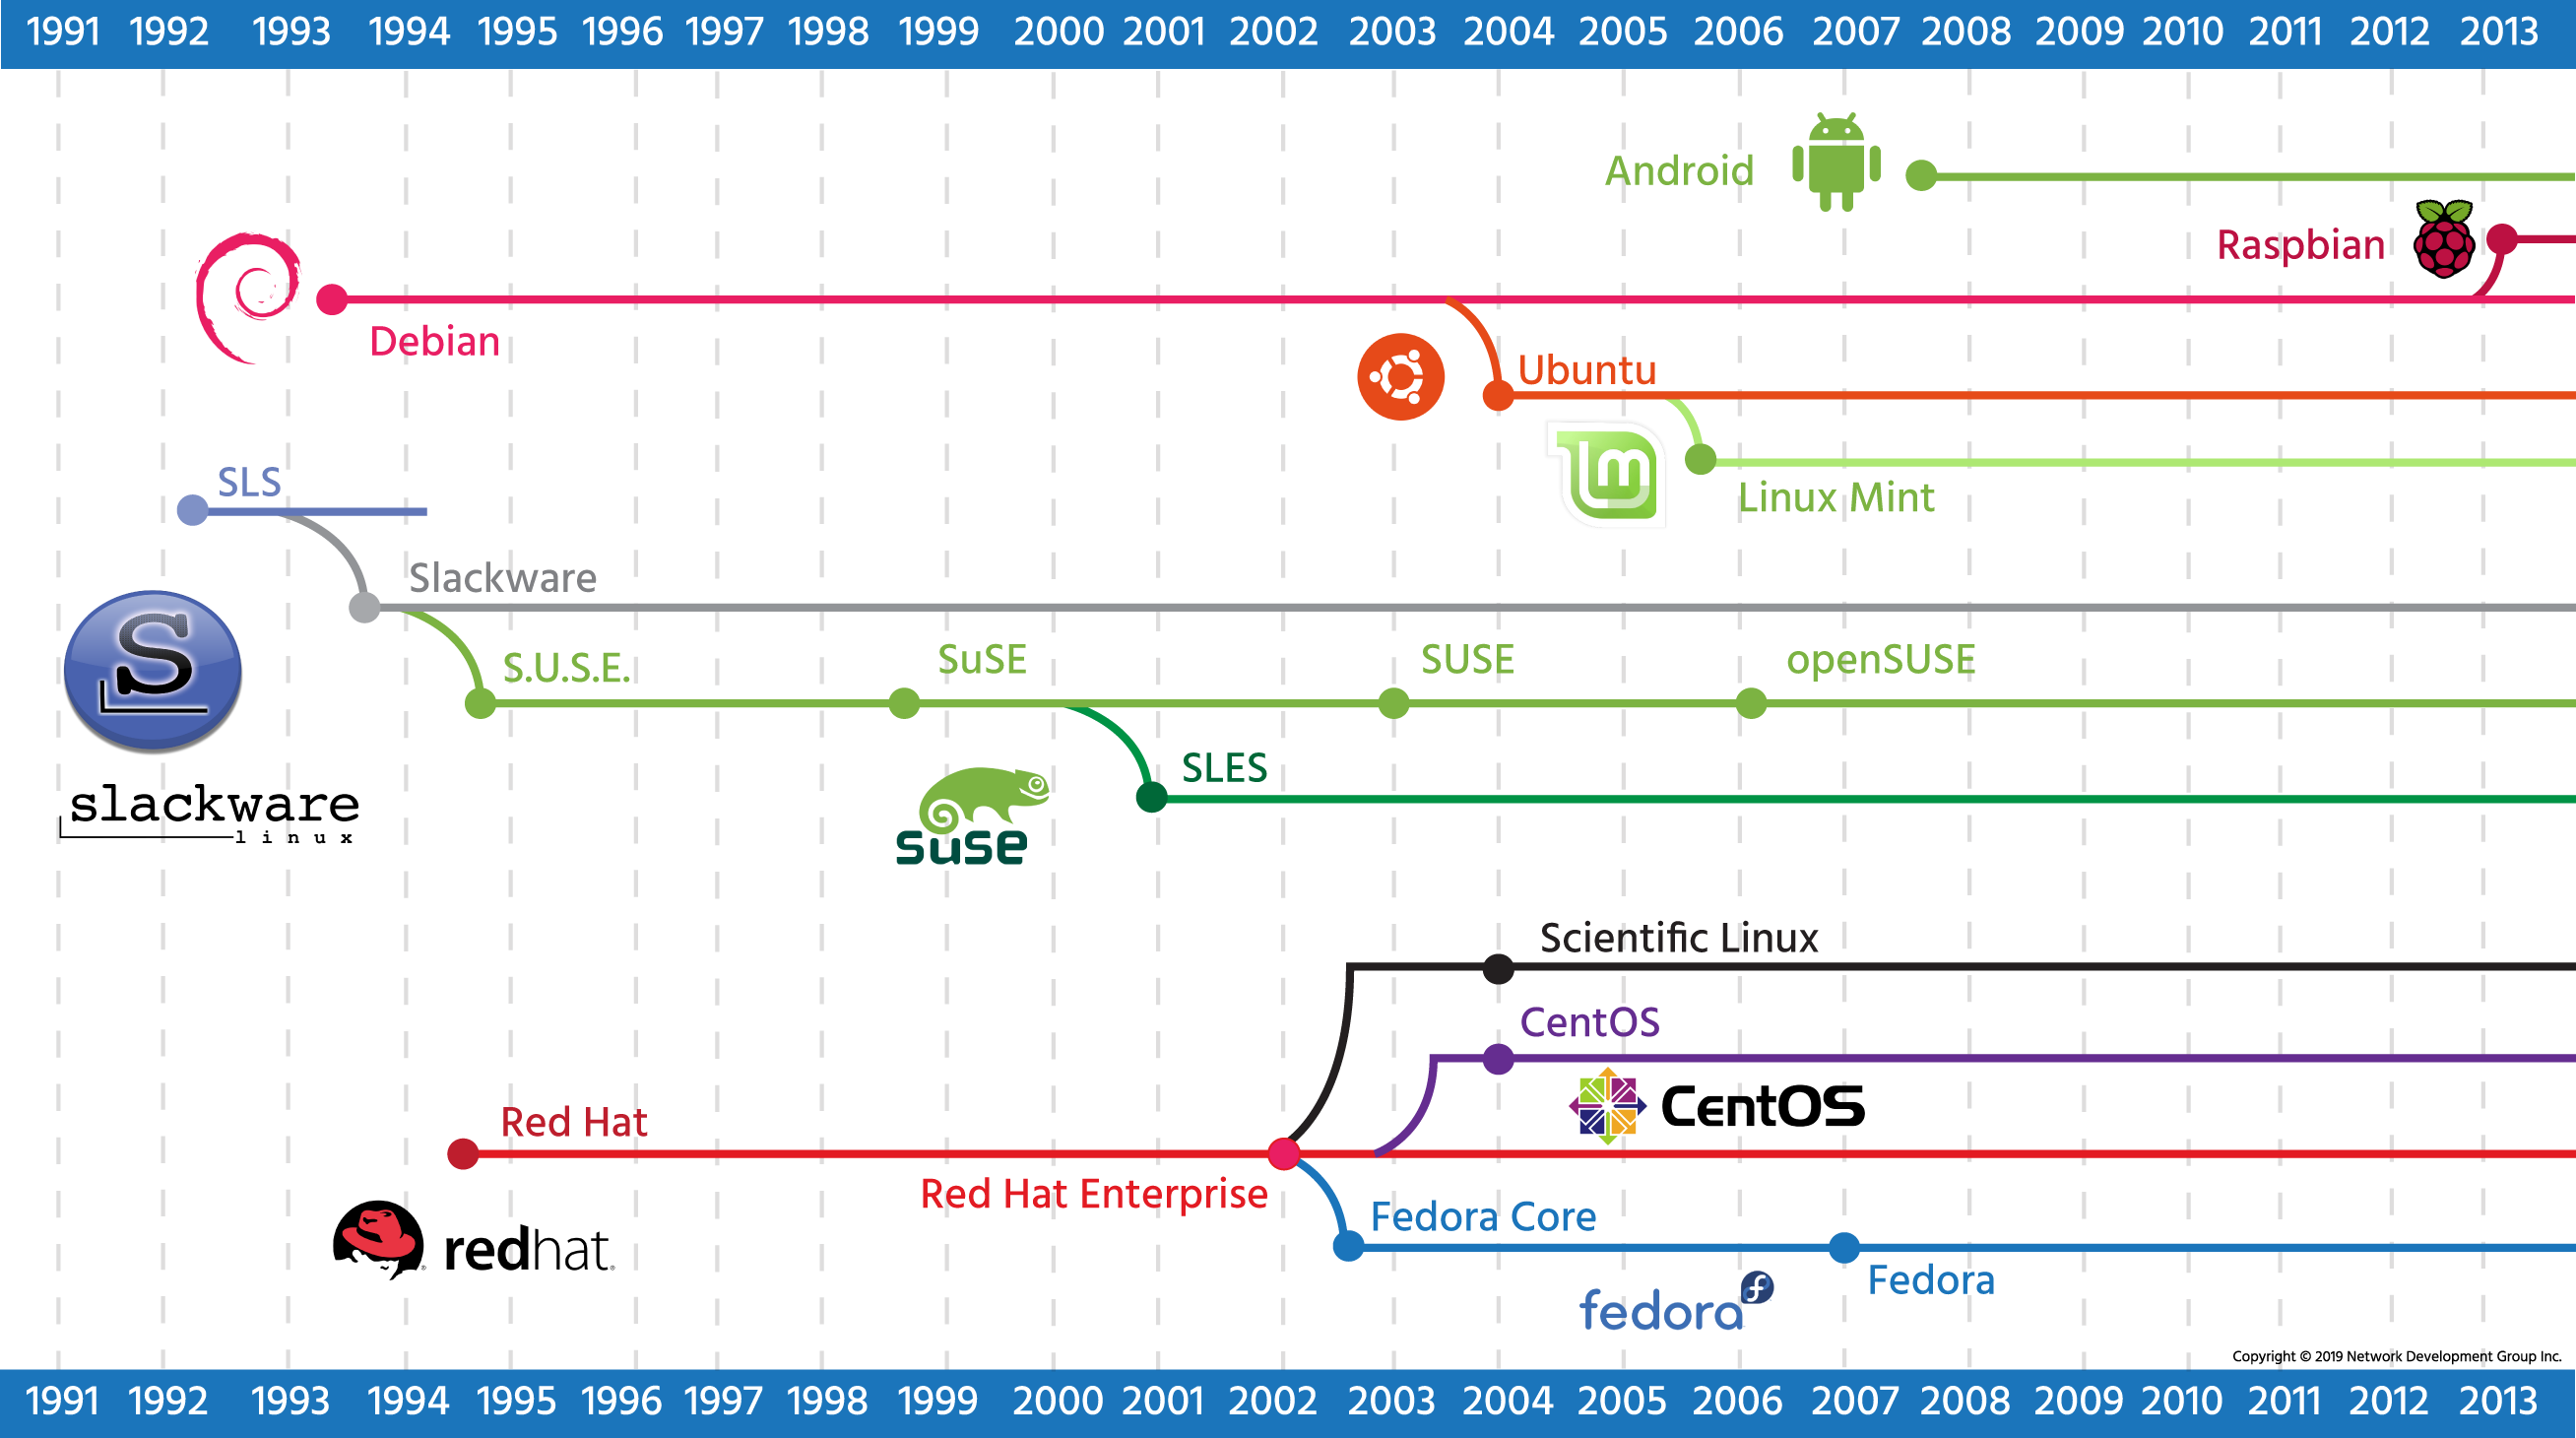 1991 1992 1993 1994 1995 1996 1997 1998 1999 2000 2001 2002 2003 2004 2005 2006 2007 2008 2009 2010 2011 2012 2013
Android
Raspbian
Debian
Ubuntu
Linux Mint
SLS
Slackware
S
slackware
linux
S.U.S.E.
SuSE
SUSE
openSUSE
SLES
suse
Scientific Linux
CentOS
CentOS
Red Hat
Red Hat Enterprise
redhat
Fedora Core
Fedora
fedora
Copyright © 2019 Network Development Group Inc.
1991 1992 1993 1994 1995 1996 1997 1998 1999 2000 2001 2002 2003 2004 2005 2006 2007 2008 2009 2010 2011 2012 2013